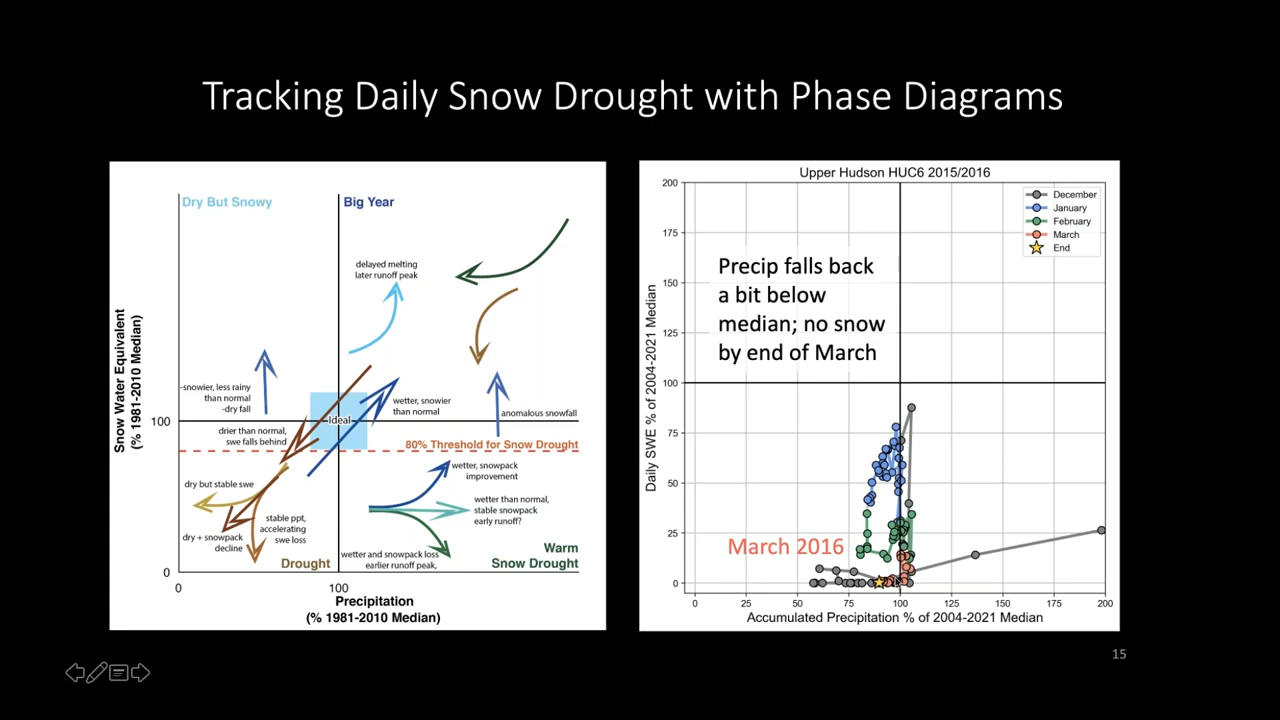 Tracking Daily Snow Drought with Phase Diagrams
Dry But Snowy
Big Year
delayed melting
later runoff peak
-snowier, less rainy
than normal
-dry fall
Ideal
wetter, snowier
than normal
anomalous snowfall
drier than normal,
swe falls behind
80% Threshold for Snow Drought
wetter, snowpack
improvement
dry but stable swe
wetter than normal,
stable snowpack
early runoff?
stable ppt,
accelerating
swe loss
dry + snowpack
decline
wetter and snowpack loss
earlier runoff peak,
Drought
Warm
Snow Drought
Snow Water Equivalent
(% 1981-2010 Median)
100
0
0
100
Precipitation
(% 1981-2010 Median)
Upper Hudson HUC6 2015/2016
200
175
150
125
100
75
50
25
0
Daily SWE % of 2004-2021 Median
December
January
February
March
End
Precip falls back
a bit below
median; no snow
by end of March
March 2016
0
25
50
75
100
125
150
175
200
Accumulated Precipitation % of 2004-2021 Median
15